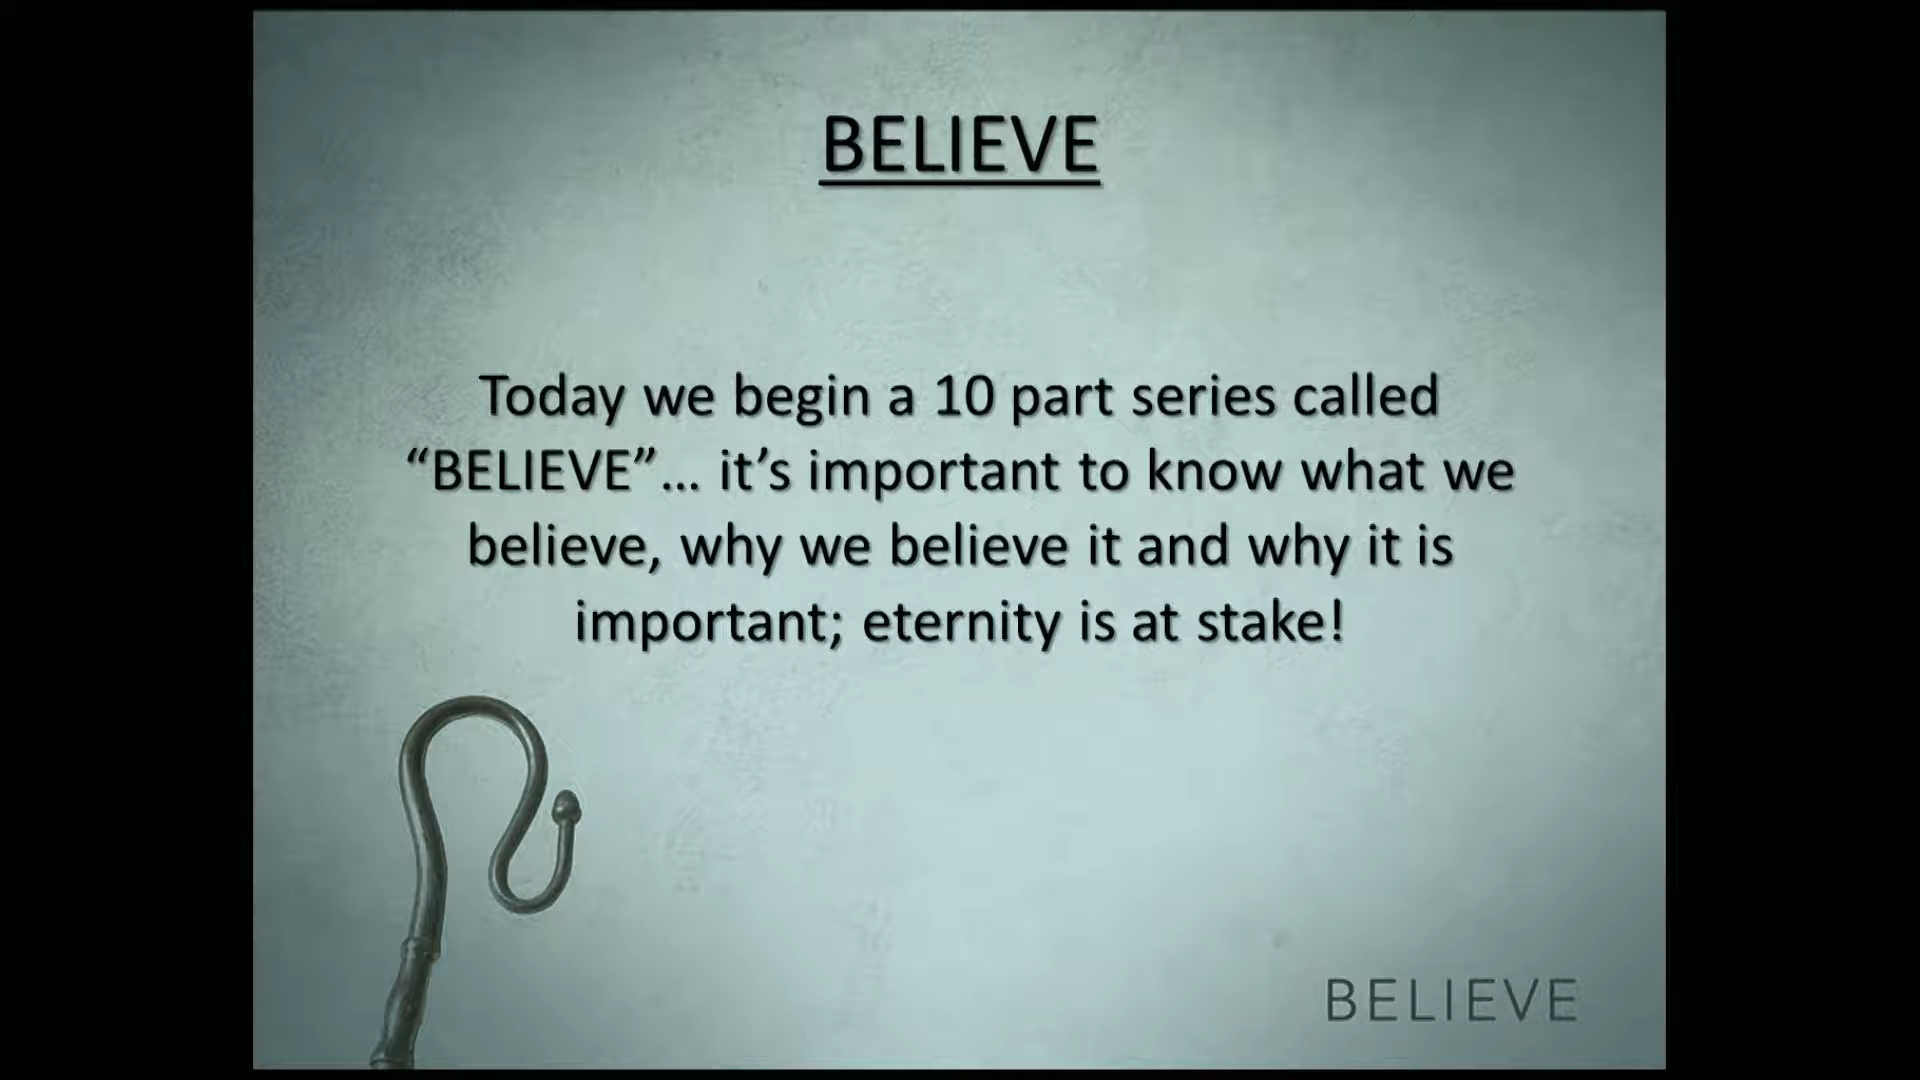 BELIEVE
Today we begin a 10 part series called
“BELIEVE”… it’s important to know what we
believe, why we believe it and why it is
important; eternity is at stake!
BELIEVE